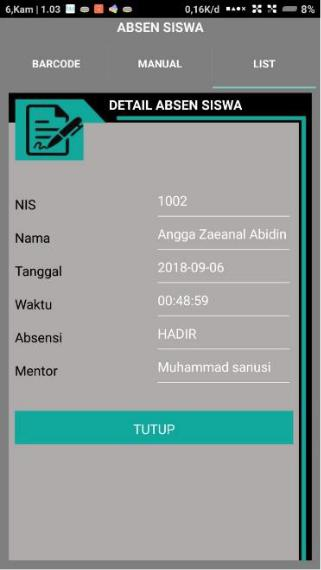 6,Kam | 1.03 0,16K/d 8%
ABSEN SISWA
BARCODE MANUAL LIST
DETAIL ABSEN SISWA
NIS 1002
Nama Angga Zaeanal Abidin
Tanggal 2018-09-06
Waktu 00:48:59
Absensi HADIR
Mentor Muhammad sanusi
TUTUP